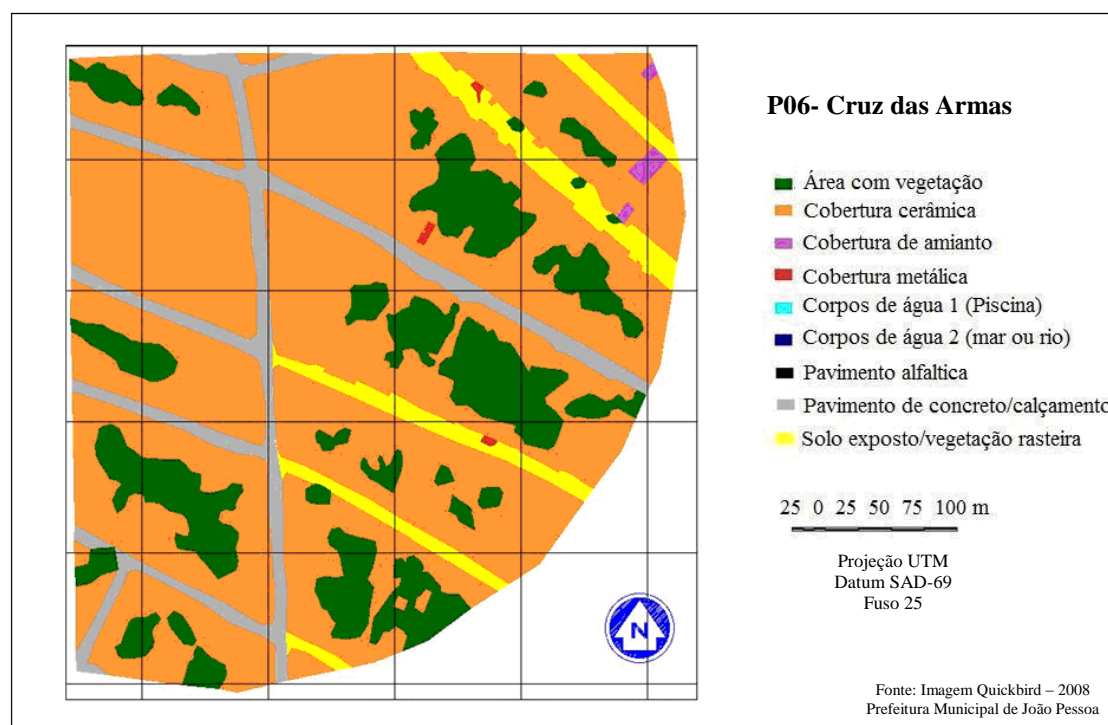 P06- Cruz das Armas
Área com vegetação
Cobertura cerâmica
Cobertura de amianto
Cobertura metálica
Corpos de água 1 (Piscina)
Corpos de água 2 (mar ou rio)
Pavimento alfaltica
Pavimento de concreto/calçamento
Solo exposto/vegetação rasteira
25 0 25 50 75 100 m
Projeção UTM
Datum SAD-69
Fuso 25
N
Fonte: Imagem Quickbird – 2008
Prefeitura Municipal de João Pessoa